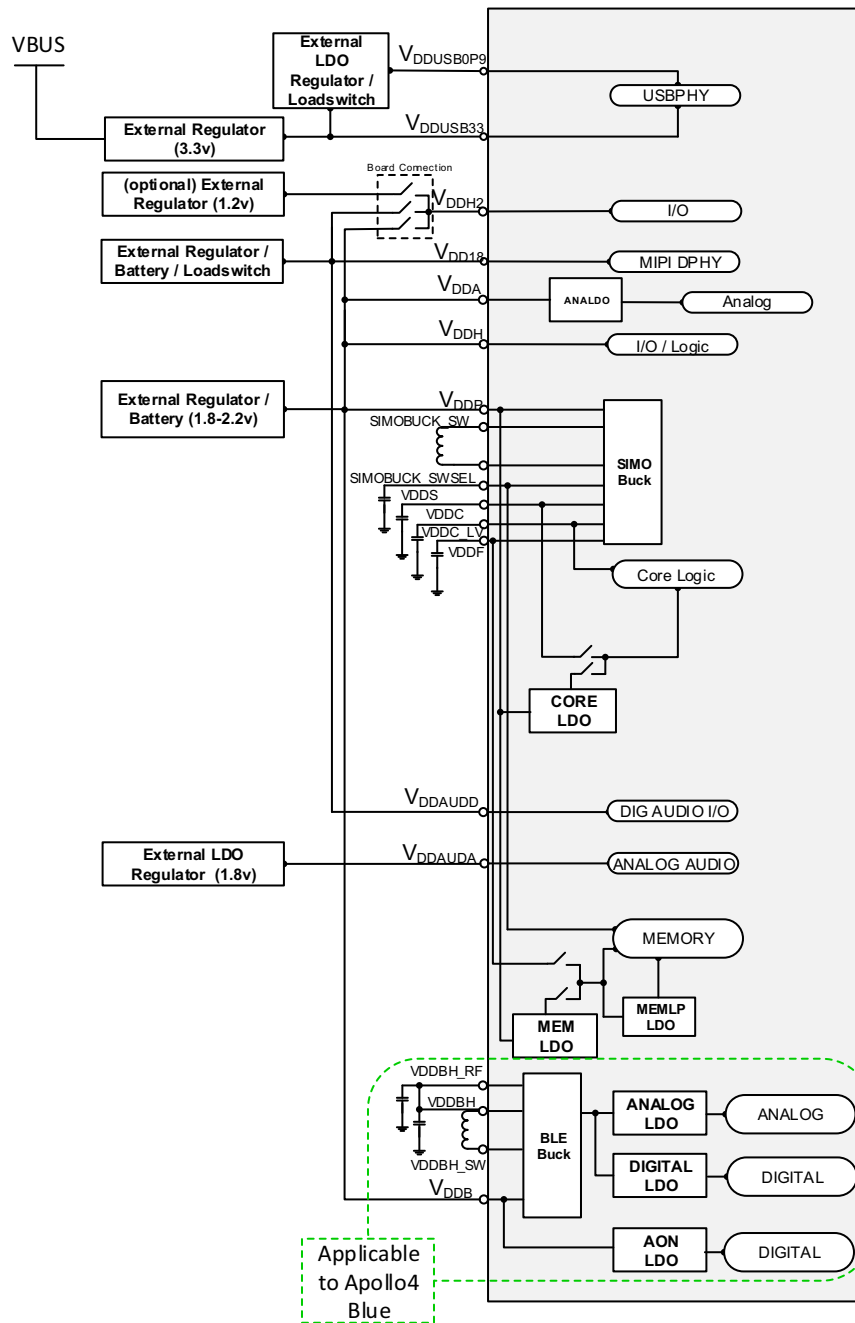 VBUS
External
LDO
Regulator /
Loadswitch
VDDUSB0P9
USBPHY
External Regulator
(3.3v)
VDDUSB33
Board Connection
(optional) External
Regulator (1.2v)
VDDH2
I/O
External Regulator /
Battery / Loadswitch
VDD18
MIPI DPHY
VDDA
ANALDO
Analog
VDDH
I/O / Logic
External Regulator /
Battery (1.8-2.2v)
VDDP
SIMOBUCK_SW
SIMO
Buck
SIMOBUCK_SWSEL
VDDS
VDDC
VDDC_LV
VDDF
Core Logic
CORE
LDO
VDDAUDD
DIG AUDIO I/O
External LDO
Regulator (1.8v)
VDDAUDA
ANALOG AUDIO
MEMORY
MEM
LDO
MEMLP
LDO
VDDBH_RF
VDDBH
VDDBH_SW
VDDB
BLE
Buck
ANALOG
LDO
ANALOG
DIGITAL
LDO
DIGITAL
AON
LDO
DIGITAL
Applicable
to Apollo4
Blue